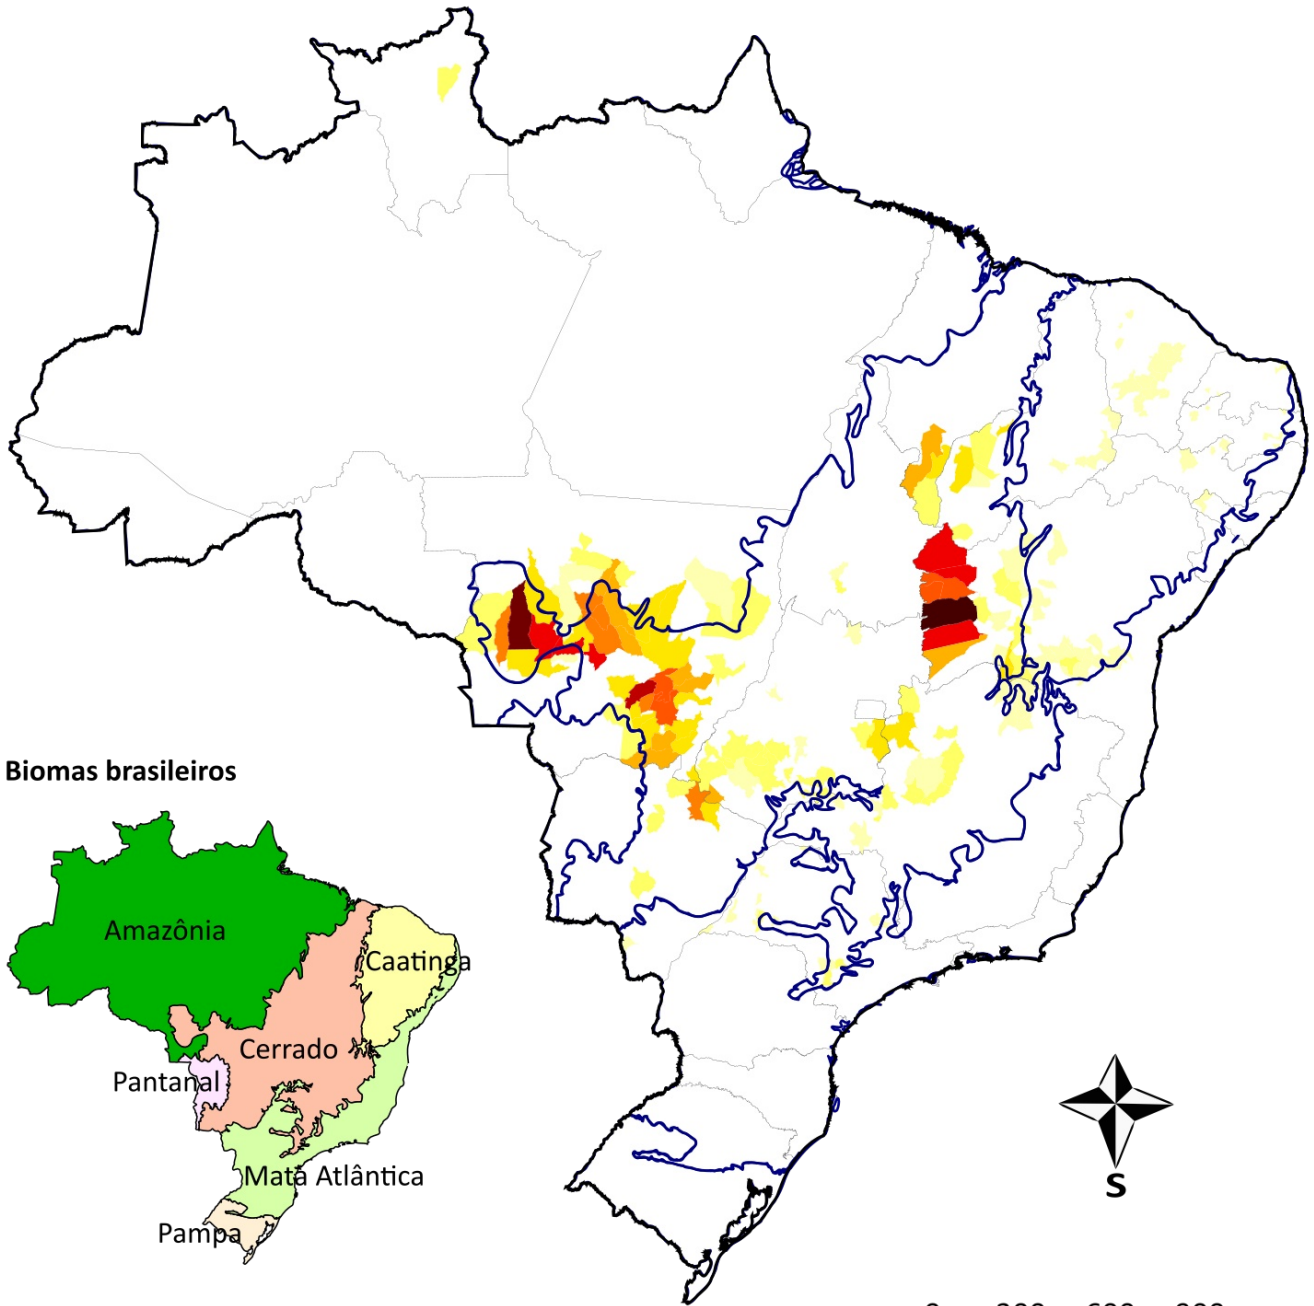 Biomas brasileiros
Amazônia
Caatinga
Cerrado
Pantanal
Mata Atlântica
Pampa
S